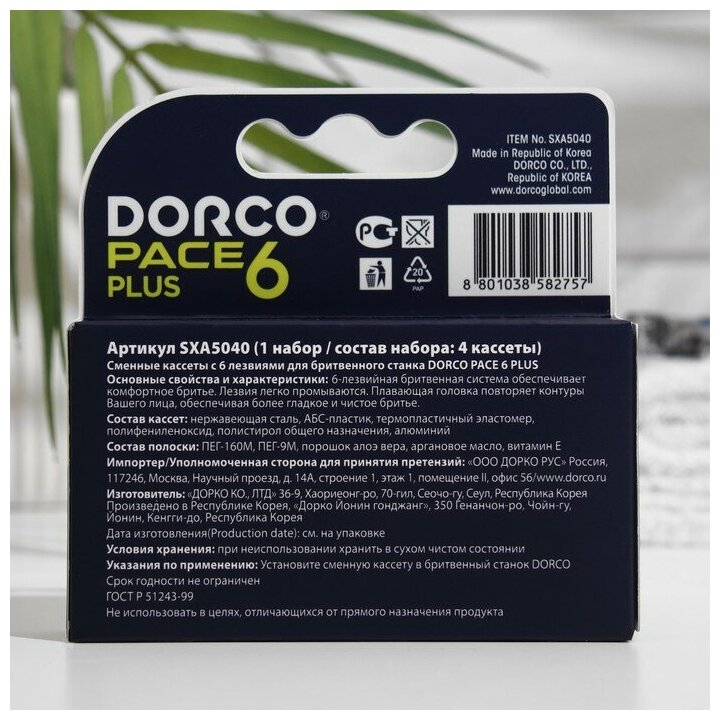 ITEM No. SXA5040
Made in Republic of Korea
DORCO CO., LTD.,
Republic of KOREA
www.dorcoglobal.com
DORCO®
PACE 6
PLUS
РСТ
20
PAP
8 801038 582757
Артикул SXA5040 (1 набор / состав набора: 4 кассеты)
Сменные кассеты с 6 лезвиями для бритвенного станка DORCO PACE 6 PLUS
Основные свойства и характеристики: 6-лезвийная бритвенная система обеспечивает
комфортное бритье. Лезвия легко промываются. Плавающая головка повторяет контуры
Вашего лица, обеспечивая более гладкое и чистое бритье.
Состав кассет: нержавеющая сталь, АБС-пластик, термопластичный эластомер,
полифениленоксид, полистирол общего назначения, алюминий
Состав полоски: ПЕГ-160М, ПЕГ-9М, порошок алоэ вера, аргановое масло, витамин Е
Импортер/Уполномоченная сторона для принятия претензий: «ООО ДОРКО РУС» Россия,
117246, Москва, Научный проезд, д. 14А, строение 1, этаж 1, помещение II, офис 56/www.dorco.ru
Изготовитель: «ДОРКО КО., ЛТД» 36-9, Хаориеонг-ро, 70-гил, Сеочо-гу, Сеул, Республика Корея
Произведено в Республике Корея, «Дорко Йонин гонджанг», 350 Генанчон-ро, Чоин-гу,
Йонин, Кенгги-до, Республика Корея
Дата изготовления(Production date): см. на упаковке
Условия хранения: при неиспользовании хранить в сухом чистом состоянии
Указания по применению: Установите сменную кассету в бритвенный станок DORCO
Срок годности не ограничен
ГОСТ Р 51243-99
Не использовать в целях, отличающихся от прямого назначения продукта